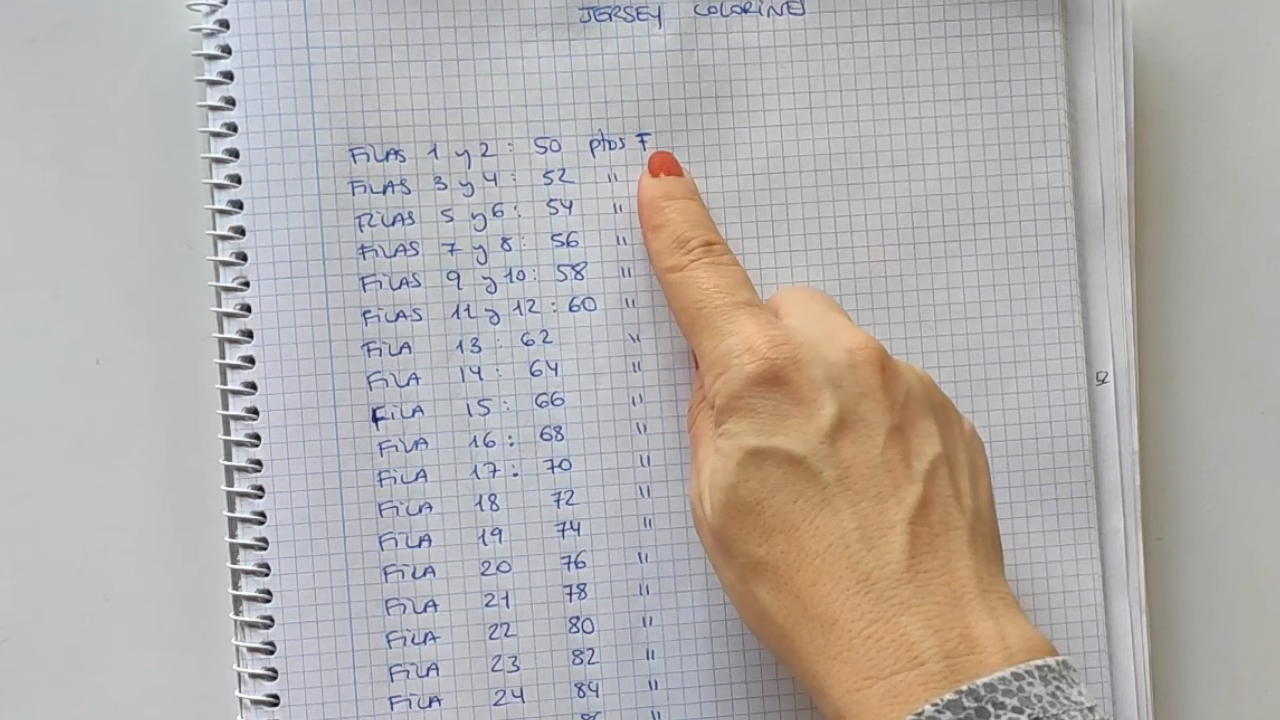 JERSEY COLORINES
FILAS 1 y 2: 50 ptos F
FILAS 3 y 4: 52 "
FILAS 5 y 6: 54 "
FILAS 7 y 8: 56 "
FILAS 9 y 10: 58 "
FILAS 11 y 12: 60 "
FILA 13: 62 "
FILA 14: 64 "
FILA 15: 66 "
FILA 16: 68 "
FILA 17: 70 "
FILA 18 72 "
FILA 19 74 "
FILA 20 76 "
FILA 21 78 "
FILA 22 80 "
FILA 23 82 "
FILA 24 84 "